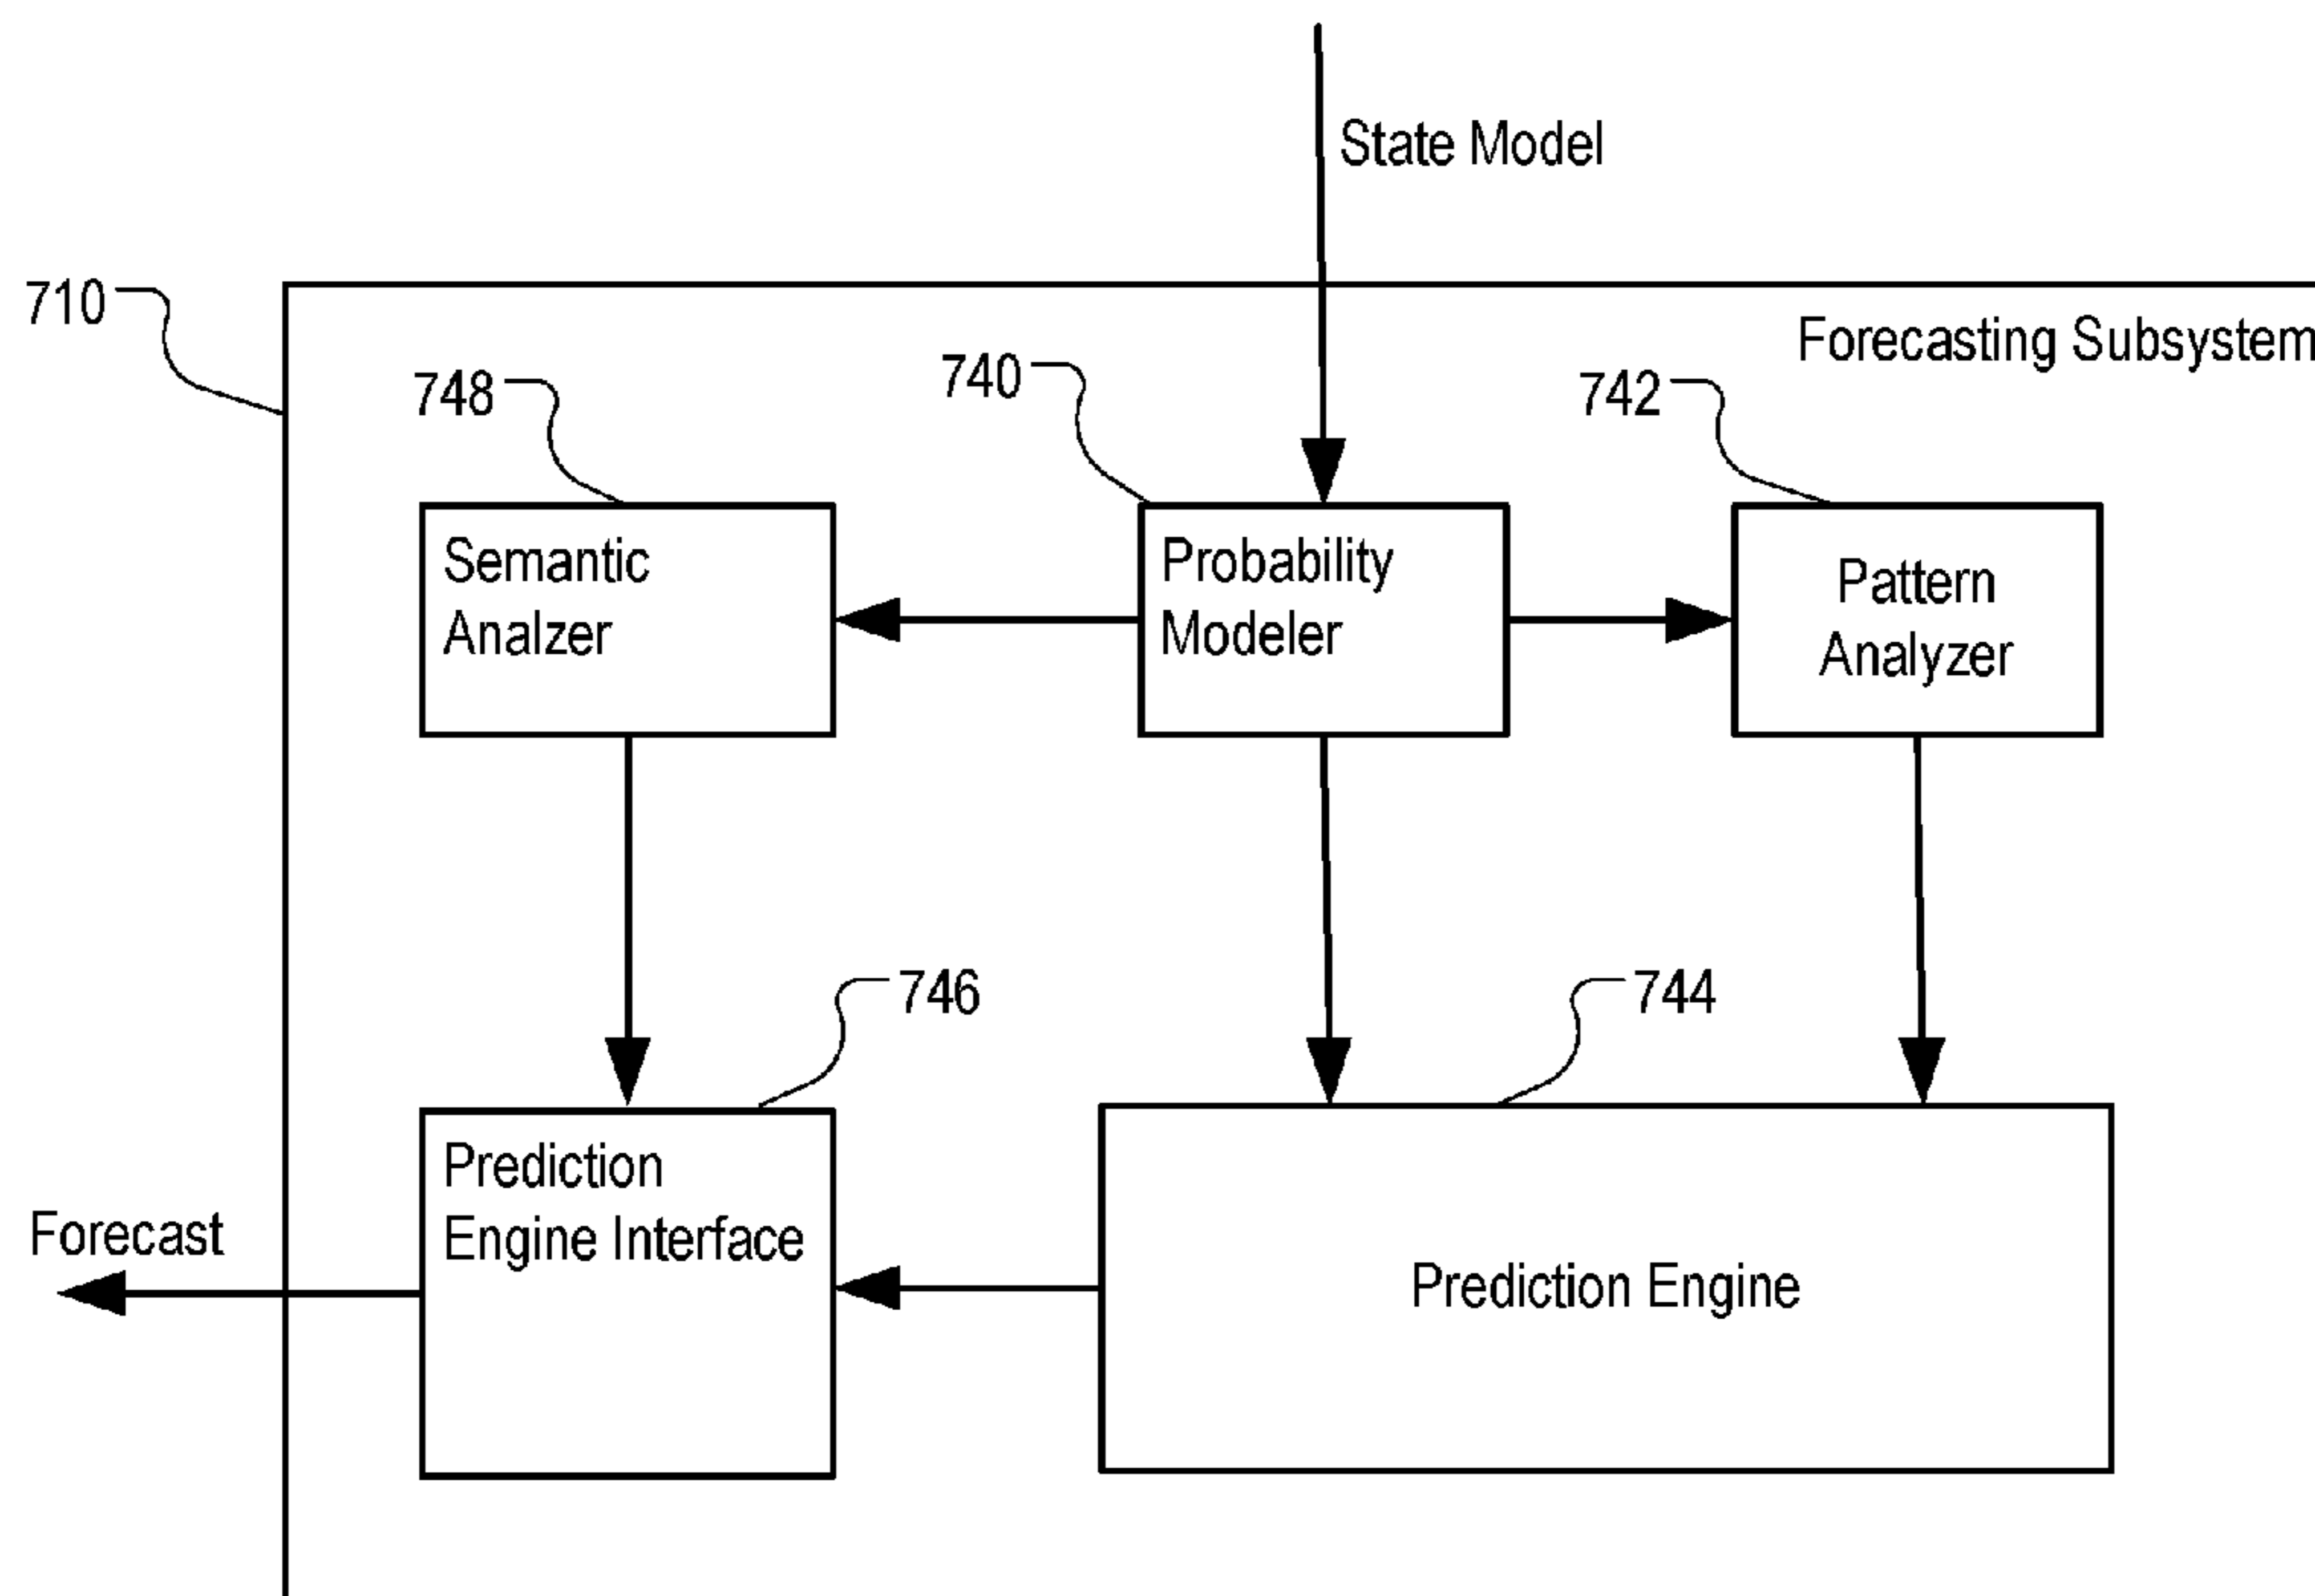 State Model
710
Forecasting Subsystem
748
740
742
Semantic
Analzer
Probability
Modeler
Pattern
Analyzer
746
744
Prediction
Engine Interface
Forecast
Prediction Engine